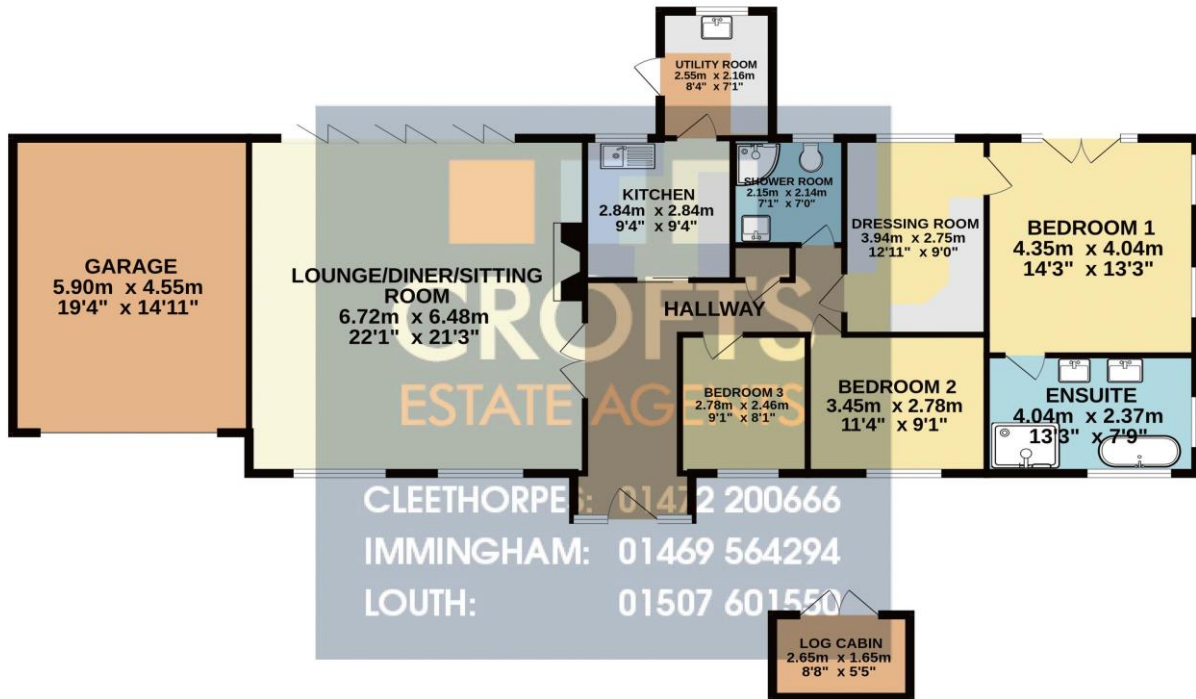 UTILITY ROOM
2.55m x 2.16m
8'4" x 7'1"
GARAGE
5.90m x 4.55m
19'4" x 14'11"
LOUNGE/DINER/SITTING
ROOM
6.72m x 6.48m
22'1" x 21'3"
KITCHEN
2.84m x 2.84m
9'4" x 9'4"
SHOWER ROOM
2.15m x 2.14m
7'1" x 7'0"
DRESSING ROOM
3.94m x 2.75m
12'11" x 9'0"
BEDROOM 1
4.35m x 4.04m
14'3" x 13'3"
HALLWAY
CROFTS
ESTATE AGENTS
BEDROOM 3
2.78m x 2.46m
9'1" x 8'1"
BEDROOM 2
3.45m x 2.78m
11'4" x 9'1"
ENSUITE
4.04m x 2.37m
13'3" x 7'9"
CLEETHORPES: 01472 200666
IMMINGHAM: 01469 564294
LOUTH: 01507 601550
LOG CABIN
2.65m x 1.65m
8'8" x 5'5"